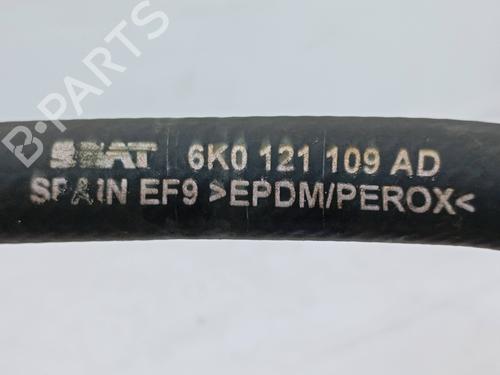 B-PARTS
SEAT 6K0 121 109 AD
SPAIN EF9 >EPDM/PEROX<